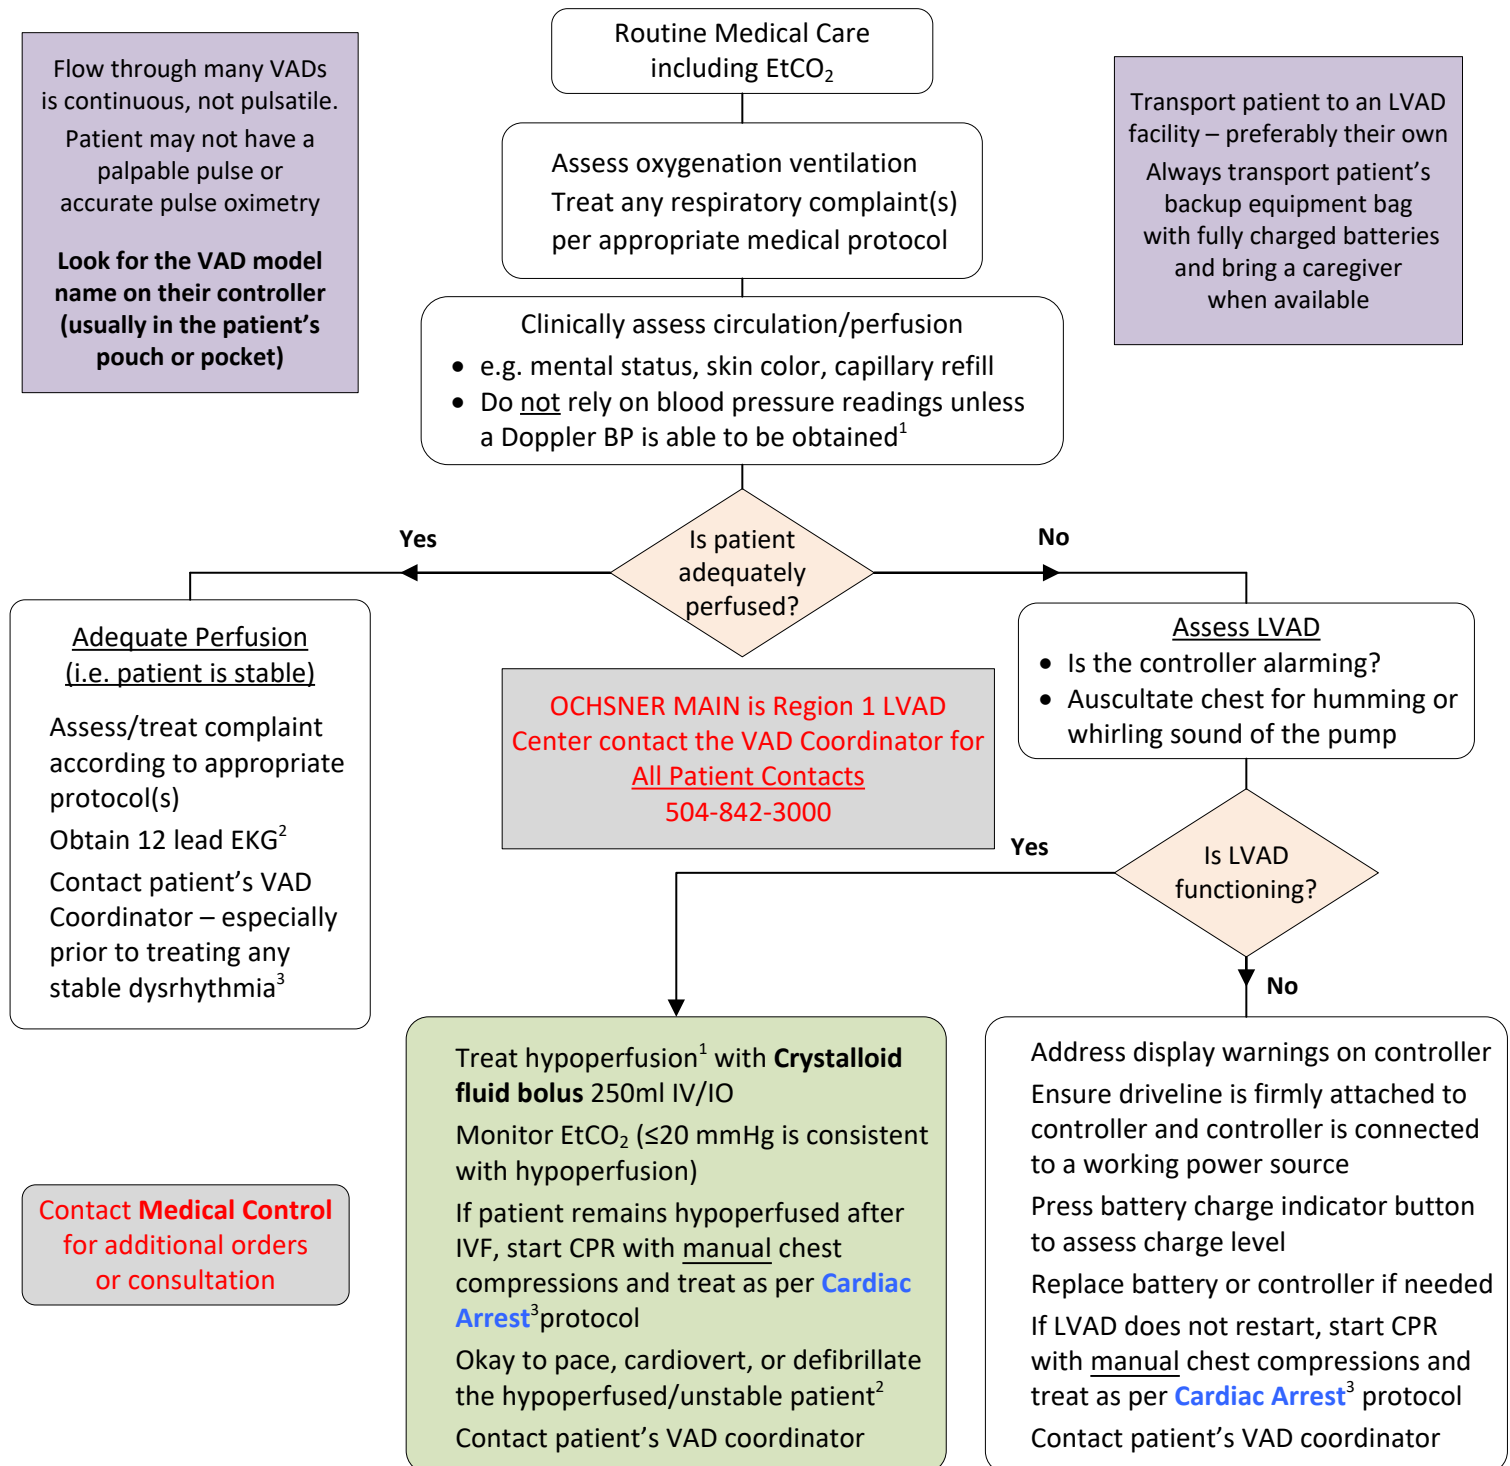 Routine Medical Care
including EtCO₂
Flow through many VADs
is continuous, not pulsatile.
Patient may not have a
palpable pulse or
accurate pulse oximetry
Look for the VAD model
name on their controller
(usually in the patient’s
pouch or pocket)
Transport patient to an LVAD
facility – preferably their own
Always transport patient’s
backup equipment bag
with fully charged batteries
and bring a caregiver
when available
Assess oxygenation ventilation
Treat any respiratory complaint(s)
per appropriate medical protocol
Clinically assess circulation/perfusion
• e.g. mental status, skin color, capillary refill
• Do not rely on blood pressure readings unless
a Doppler BP is able to be obtained¹
Is patient
adequately
perfused?
Yes
No
Adequate Perfusion
(i.e. patient is stable)
Assess/treat complaint
according to appropriate
protocol(s)
Obtain 12 lead EKG²
Contact patient’s VAD
Coordinator – especially
prior to treating any
stable dysrhythmia³
OCHSNER MAIN is Region 1 LVAD
Center contact the VAD Coordinator for
All Patient Contacts
504-842-3000
Assess LVAD
• Is the controller alarming?
• Auscultate chest for humming or
whirling sound of the pump
Is LVAD
functioning?
Yes
No
Treat hypoperfusion¹ with Crystalloid
fluid bolus 250ml IV/IO
Monitor EtCO₂ (≤20 mmHg is consistent
with hypoperfusion)
If patient remains hypoperfused after
IVF, start CPR with manual chest
compressions and treat as per Cardiac
Arrest³protocol
Okay to pace, cardiovert, or defibrillate
the hypoperfused/unstable patient²
Contact patient’s VAD coordinator
Address display warnings on controller
Ensure driveline is firmly attached to
controller and controller is connected
to a working power source
Press battery charge indicator button
to assess charge level
Replace battery or controller if needed
If LVAD does not restart, start CPR
with manual chest compressions and
treat as per Cardiac Arrest³ protocol
Contact patient’s VAD coordinator
Contact Medical Control
for additional orders
or consultation